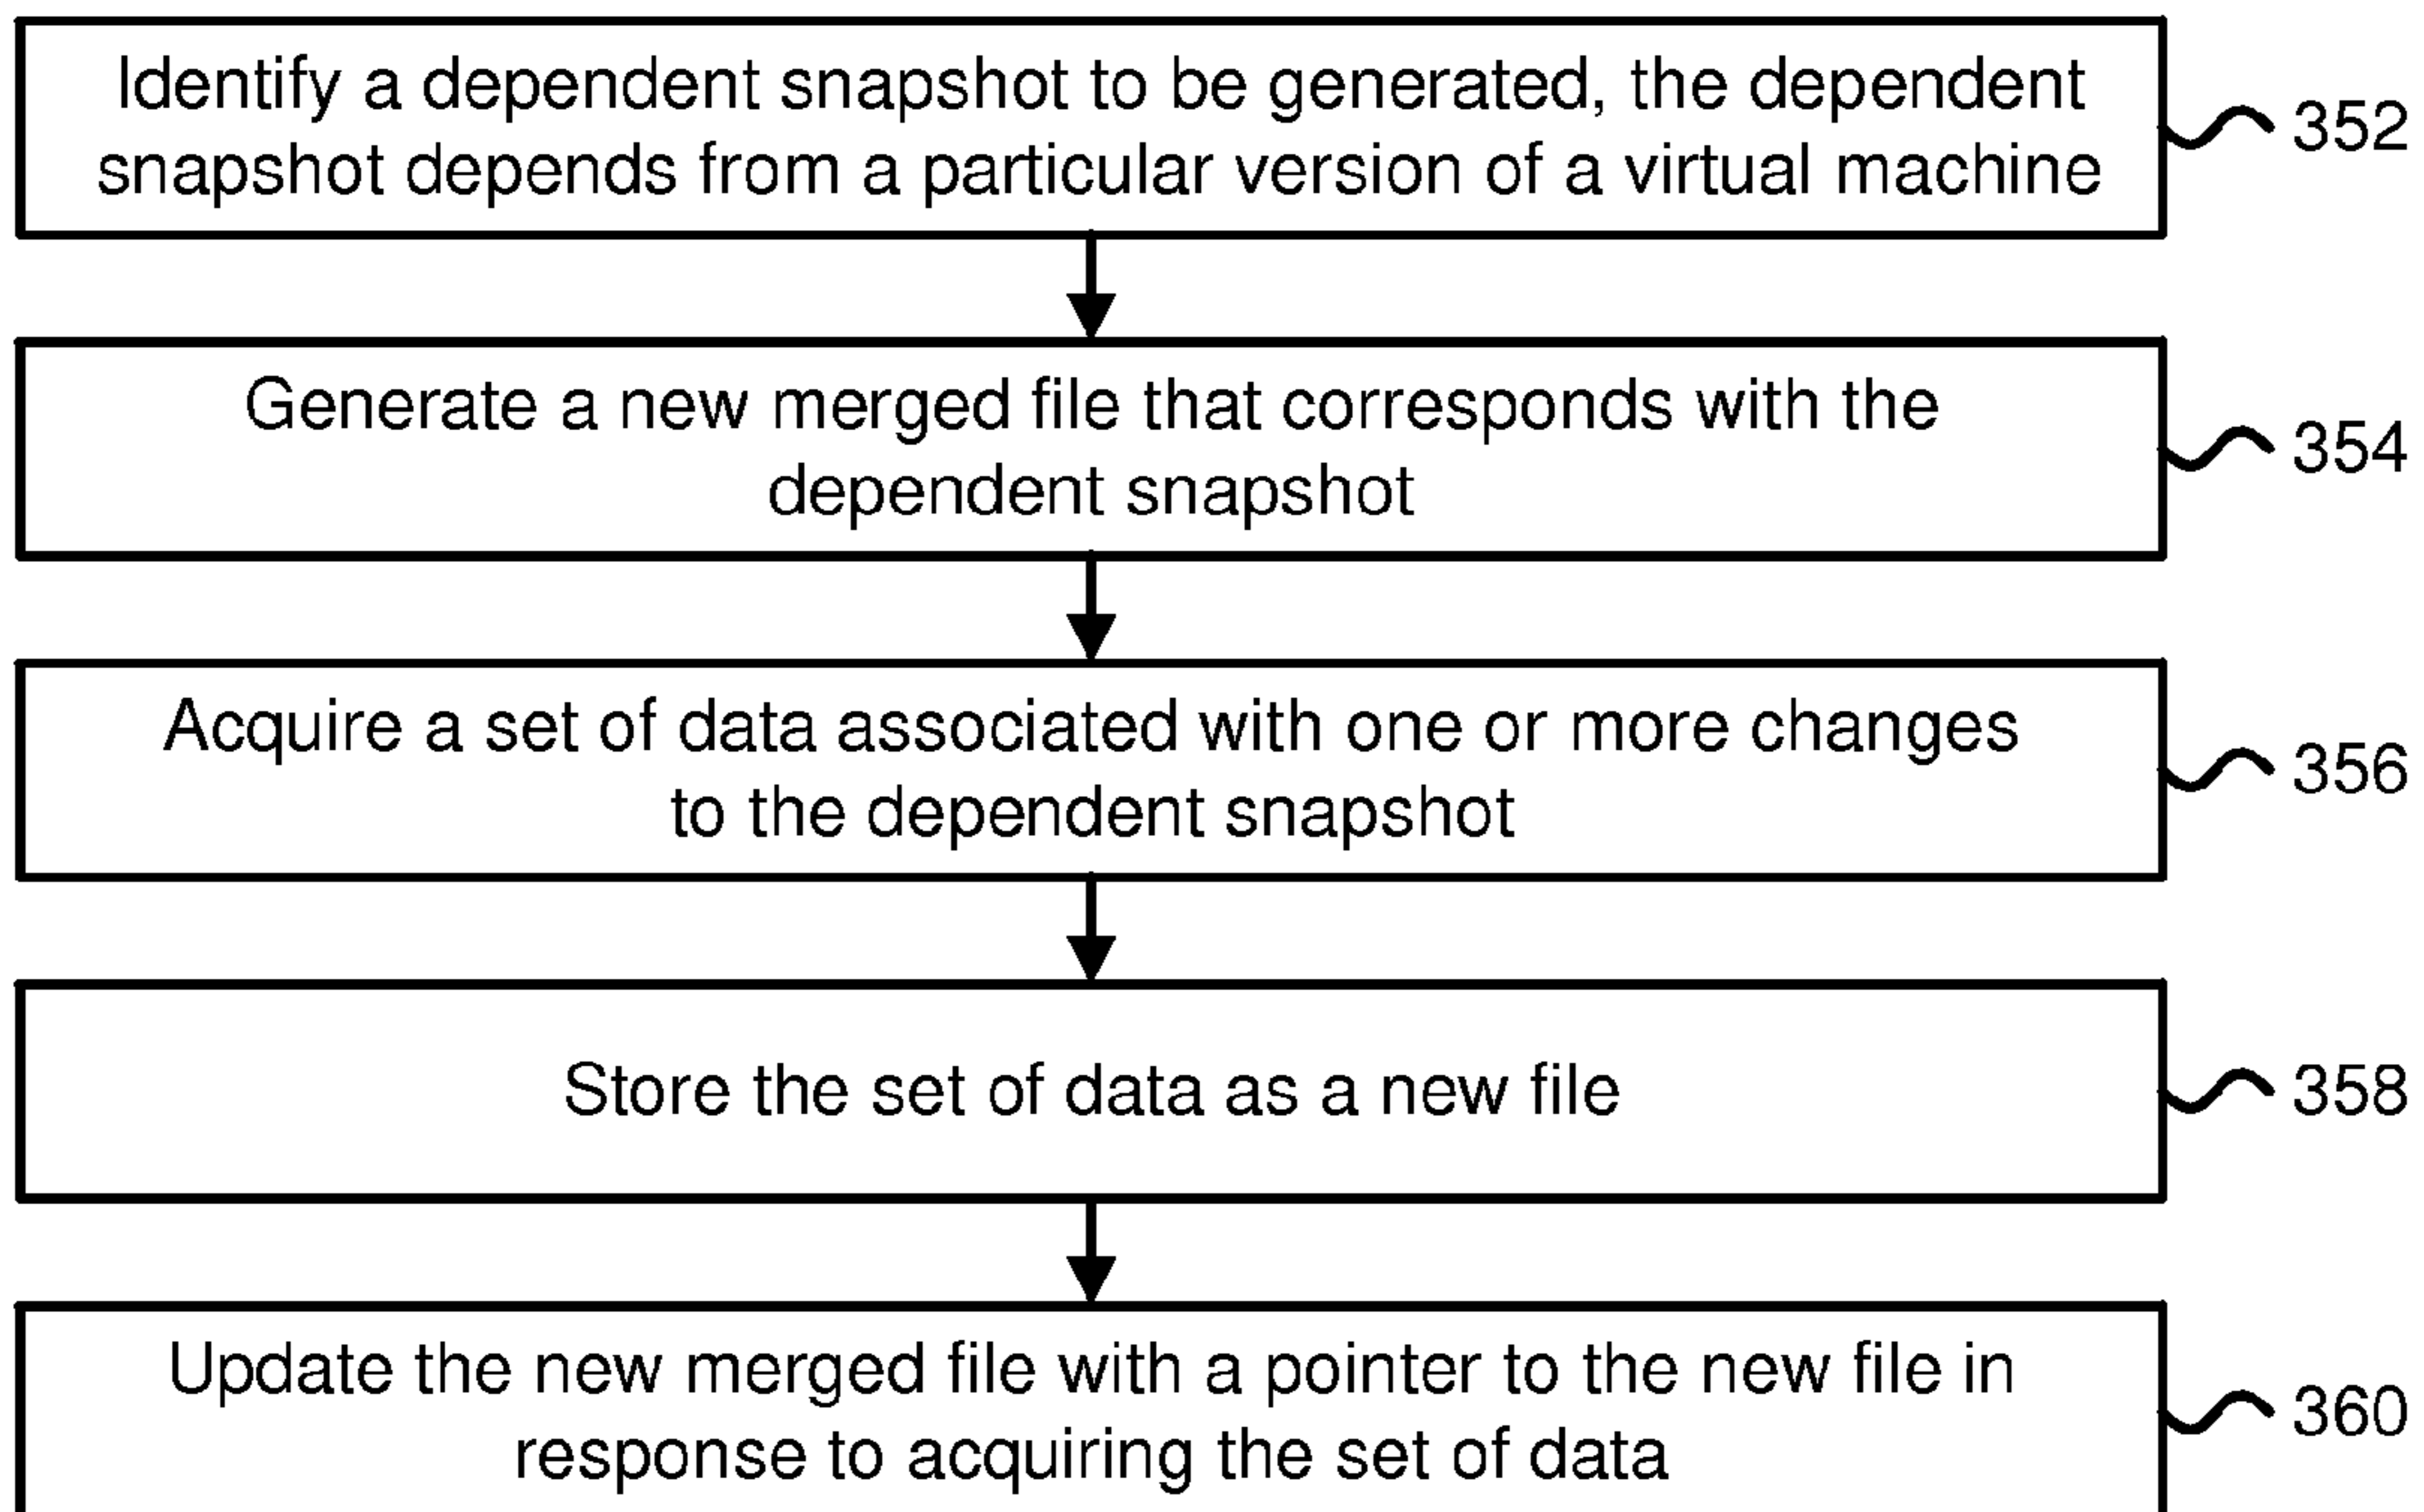 Identify a dependent snapshot to be generated, the dependent
snapshot depends from a particular version of a virtual machine
352
Generate a new merged file that corresponds with the
dependent snapshot
354
Acquire a set of data associated with one or more changes
to the dependent snapshot
356
Store the set of data as a new file
358
Update the new merged file with a pointer to the new file in
response to acquiring the set of data
360